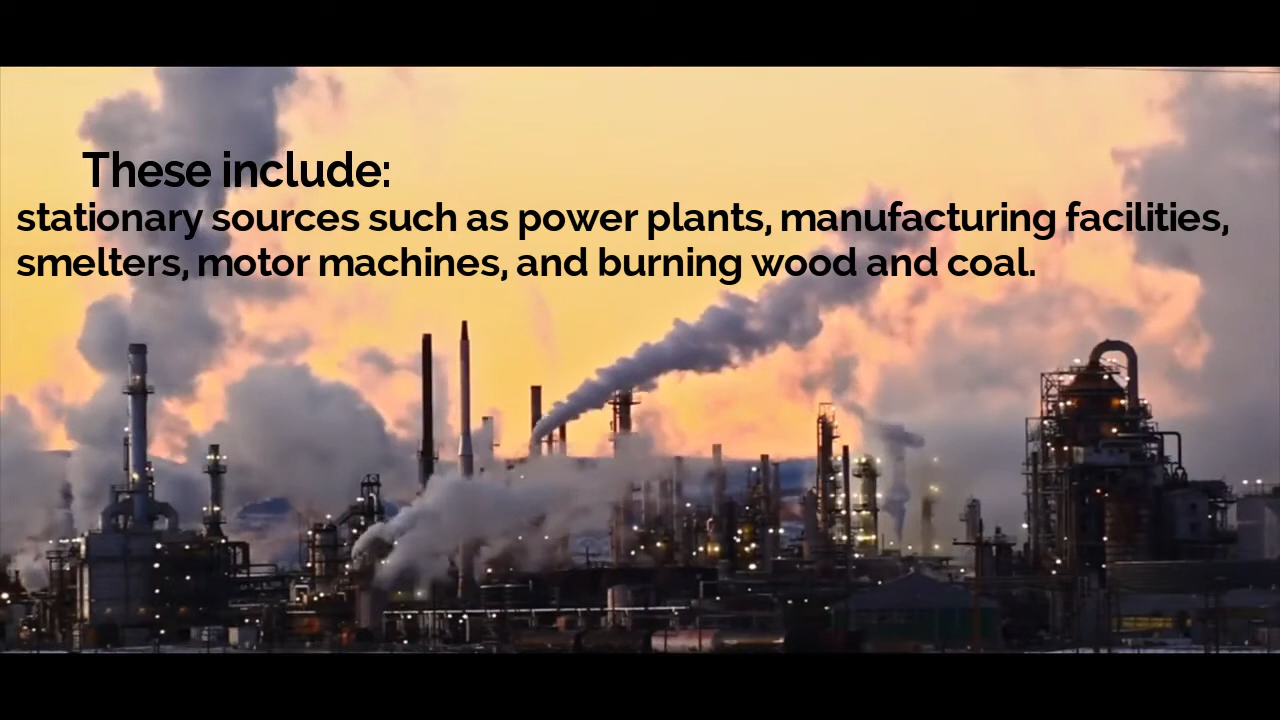 These include:
stationary sources such as power plants, manufacturing facilities,
smelters, motor machines, and burning wood and coal.